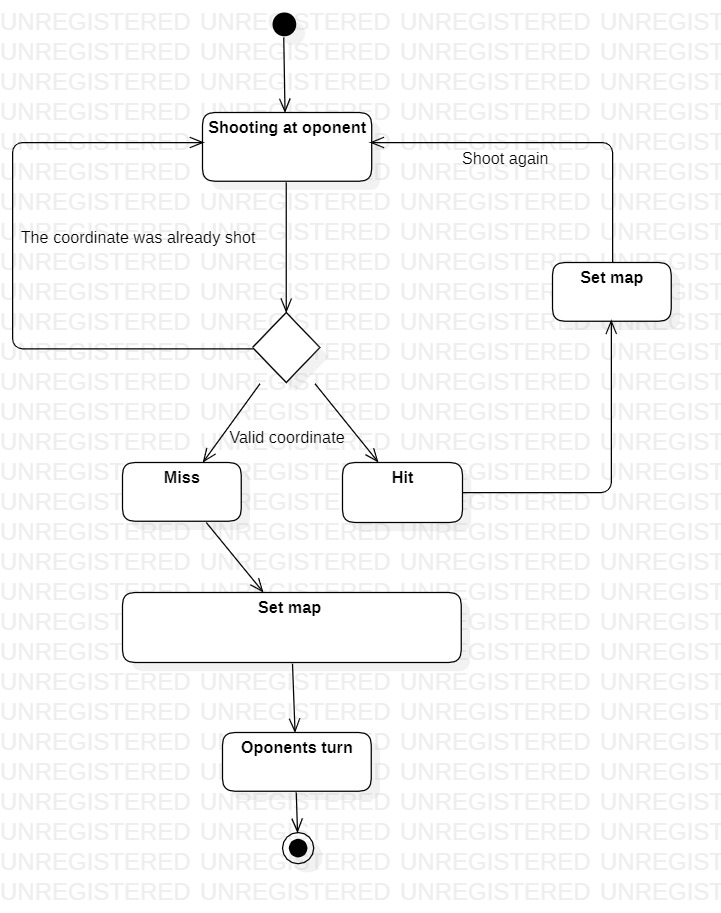 Shooting at oponent
Shoot again
The coordinate was already shot
Set map
Valid coordinate
Miss
Hit
Set map
Oponents turn
UNREGISTERED